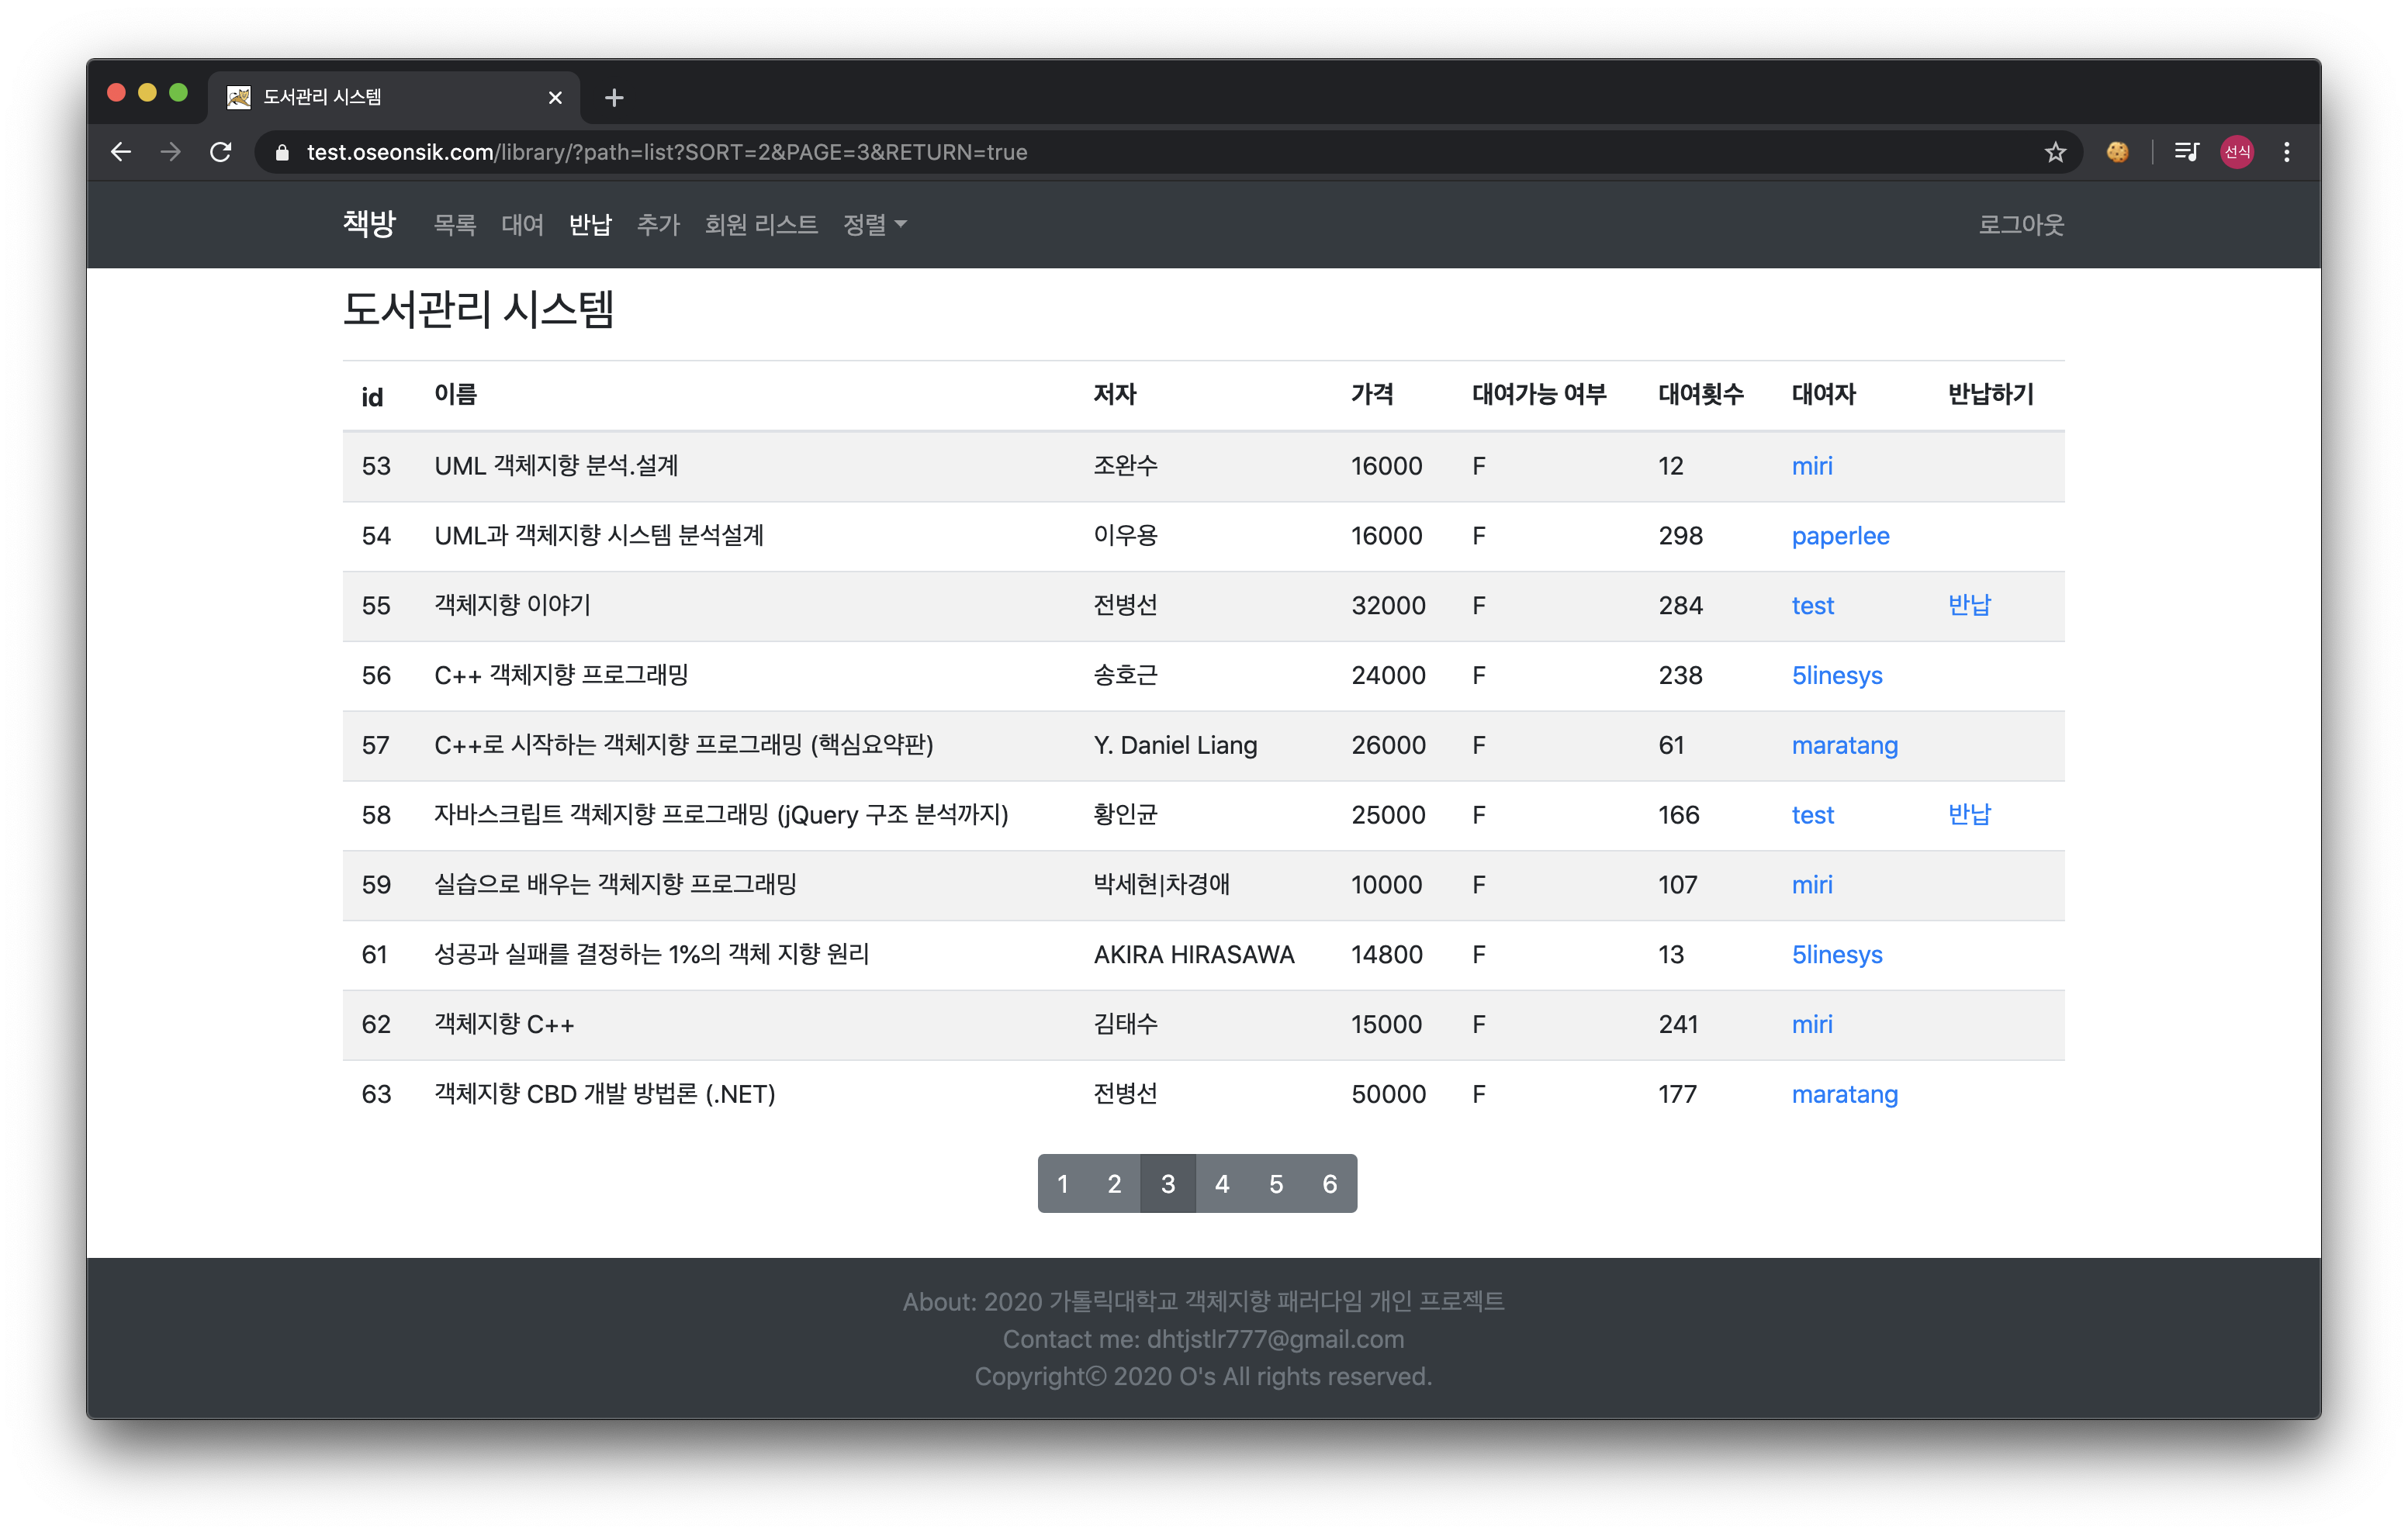 도서관리 시스템
test.oseonsik.com/library/?path=list?SORT=2&PAGE=3&RETURN=true 선식
책방 목록 대여 반납 추가 회원 리스트 정렬 로그아웃
도서관리 시스템
id 이름 저자 가격 대여가능 여부 대여횟수 대여자 반납하기
53 UML 객체지향 분석.설계 조완수 16000 F 12 miri
54 UML과 객체지향 시스템 분석설계 이우용 16000 F 298 paperlee
55 객체지향 이야기 전병선 32000 F 284 test 반납
56 C++ 객체지향 프로그래밍 송호근 24000 F 238 5linesys
57 C++로 시작하는 객체지향 프로그래밍 (핵심요약판) Y. Daniel Liang 26000 F 61 maratang
58 자바스크립트 객체지향 프로그래밍 (jQuery 구조 분석까지) 황인균 25000 F 166 test 반납
59 실습으로 배우는 객체지향 프로그래밍 박세현|차경애 10000 F 107 miri
61 성공과 실패를 결정하는 1%의 객체 지향 원리 AKIRA HIRASAWA 14800 F 13 5linesys
62 객체지향 C++ 김태수 15000 F 241 miri
63 객체지향 CBD 개발 방법론 (.NET) 전병선 50000 F 177 maratang
1 2 3 4 5 6
About: 2020 가톨릭대학교 객체지향 패러다임 개인 프로젝트
Contact me: dhtjstlr777@gmail.com
Copyright© 2020 O's All rights reserved.